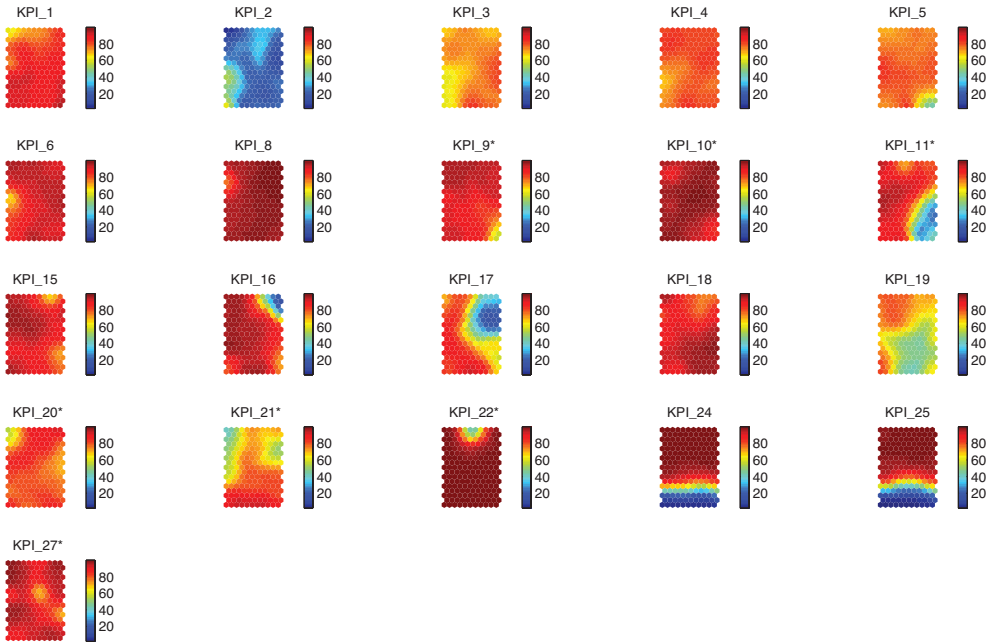 KPI_1 KPI_2 KPI_3 KPI_4 KPI_5
80 80 80 80 80
60 60 60 60 60
40 40 40 40 40
20 20 20 20 20
KPI_6 KPI_8 KPI_9* KPI_10* KPI_11*
80 80 80 80 80
60 60 60 60 60
40 40 40 40 40
20 20 20 20 20
KPI_15 KPI_16 KPI_17 KPI_18 KPI_19
80 80 80 80 80
60 60 60 60 60
40 40 40 40 40
20 20 20 20 20
KPI_20* KPI_21* KPI_22* KPI_24 KPI_25
80 80 80 80 80
60 60 60 60 60
40 40 40 40 40
20 20 20 20 20
KPI_27*
80
60
40
20